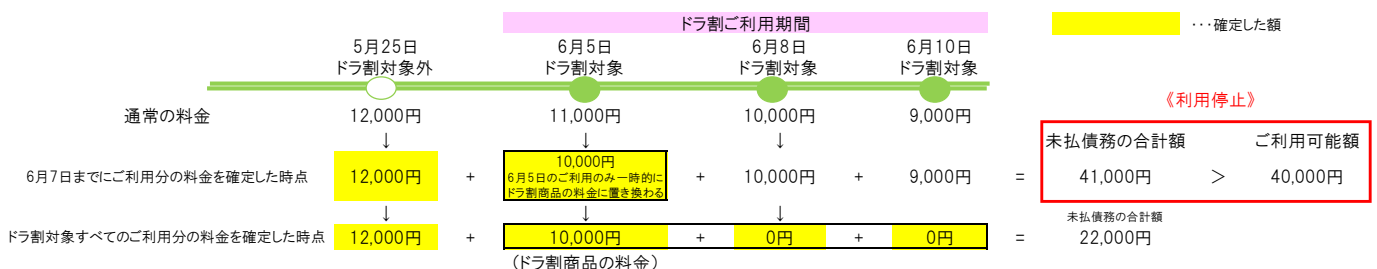 ドラ割ご利用期間
・・・確定した額
5月25日 6月5日 6月8日 6月10日
ドラ割対象外 ドラ割対象 ドラ割対象 ドラ割対象
《利用停止》
通常の料金 12,000円 11,000円 10,000円 9,000円
↓ ↓ ↓
未払債務の合計額 ご利用可能額
10,000円
6月5日のご利用のみ一時的に
ドラ割商品の料金に置き換わる
6月7日までにご利用分の料金を確定した時点 12,000円 + + 10,000円 + 9,000円 = 41,000円 > 40,000円
↓ ↓ ↓
未払債務の合計額
ドラ割対象すべてのご利用分の料金を確定した時点 12,000円 + 10,000円 + 0円 + 0円 = 22,000円
(ドラ割商品の料金)